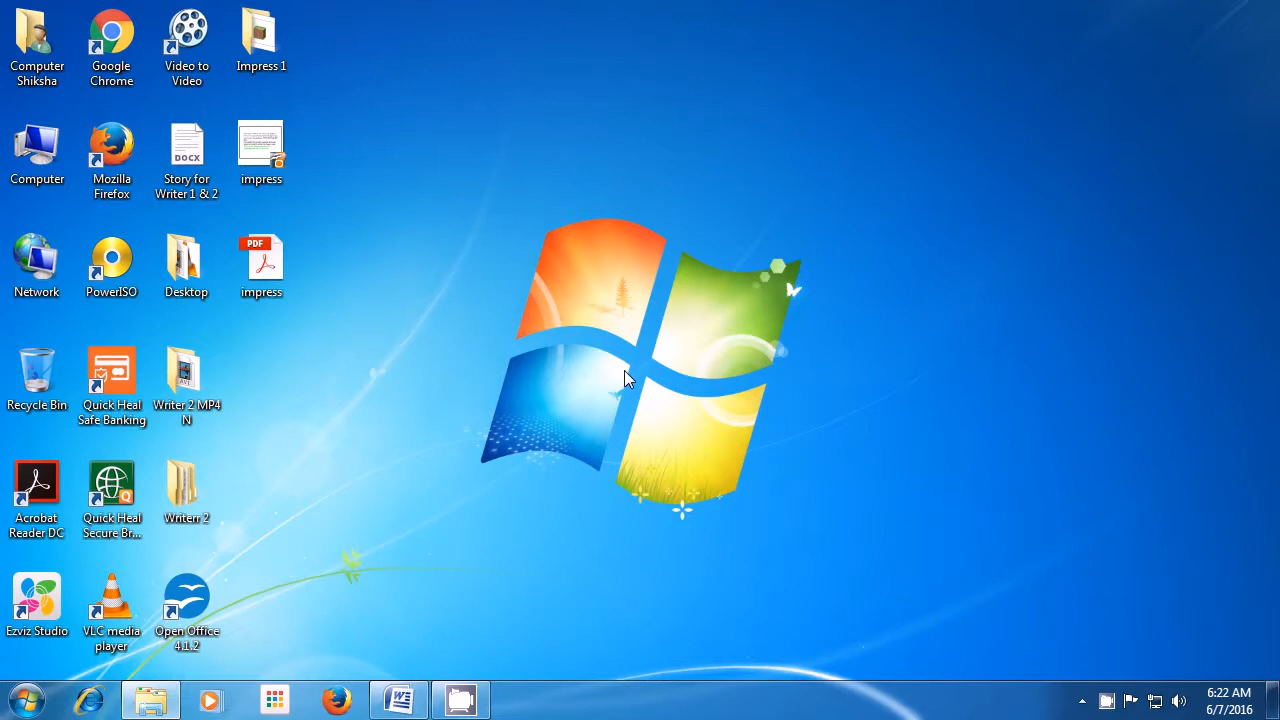 Computer
Shiksha
Google
Chrome
Video to
Video
Impress 1
Computer
Mozilla
Firefox
DOCX
Story for
Writer 1 & 2
impress
Network
PowerISO
Desktop
PDF
impress
Recycle Bin
Quick Heal
Safe Banking
Writer 2 MP4
N
Acrobat
Reader DC
Quick Heal
Secure Br...
Writerr 2
Ezviz Studio
VLC media
player
Open Office
4.1.2
6:22 AM
6/7/2016